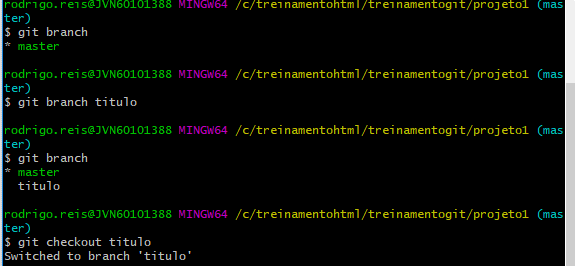 rodrigo.reis@JVN60101388 MINGW64 /c/treinamentohtml/treinamentogit/projeto1 (mas
ter)
$ git branch
* master
rodrigo.reis@JVN60101388 MINGW64 /c/treinamentohtml/treinamentogit/projeto1 (mas
ter)
$ git branch titulo
rodrigo.reis@JVN60101388 MINGW64 /c/treinamentohtml/treinamentogit/projeto1 (mas
ter)
$ git branch
* master
  titulo
rodrigo.reis@JVN60101388 MINGW64 /c/treinamentohtml/treinamentogit/projeto1 (mas
ter)
$ git checkout titulo
Switched to branch 'titulo'